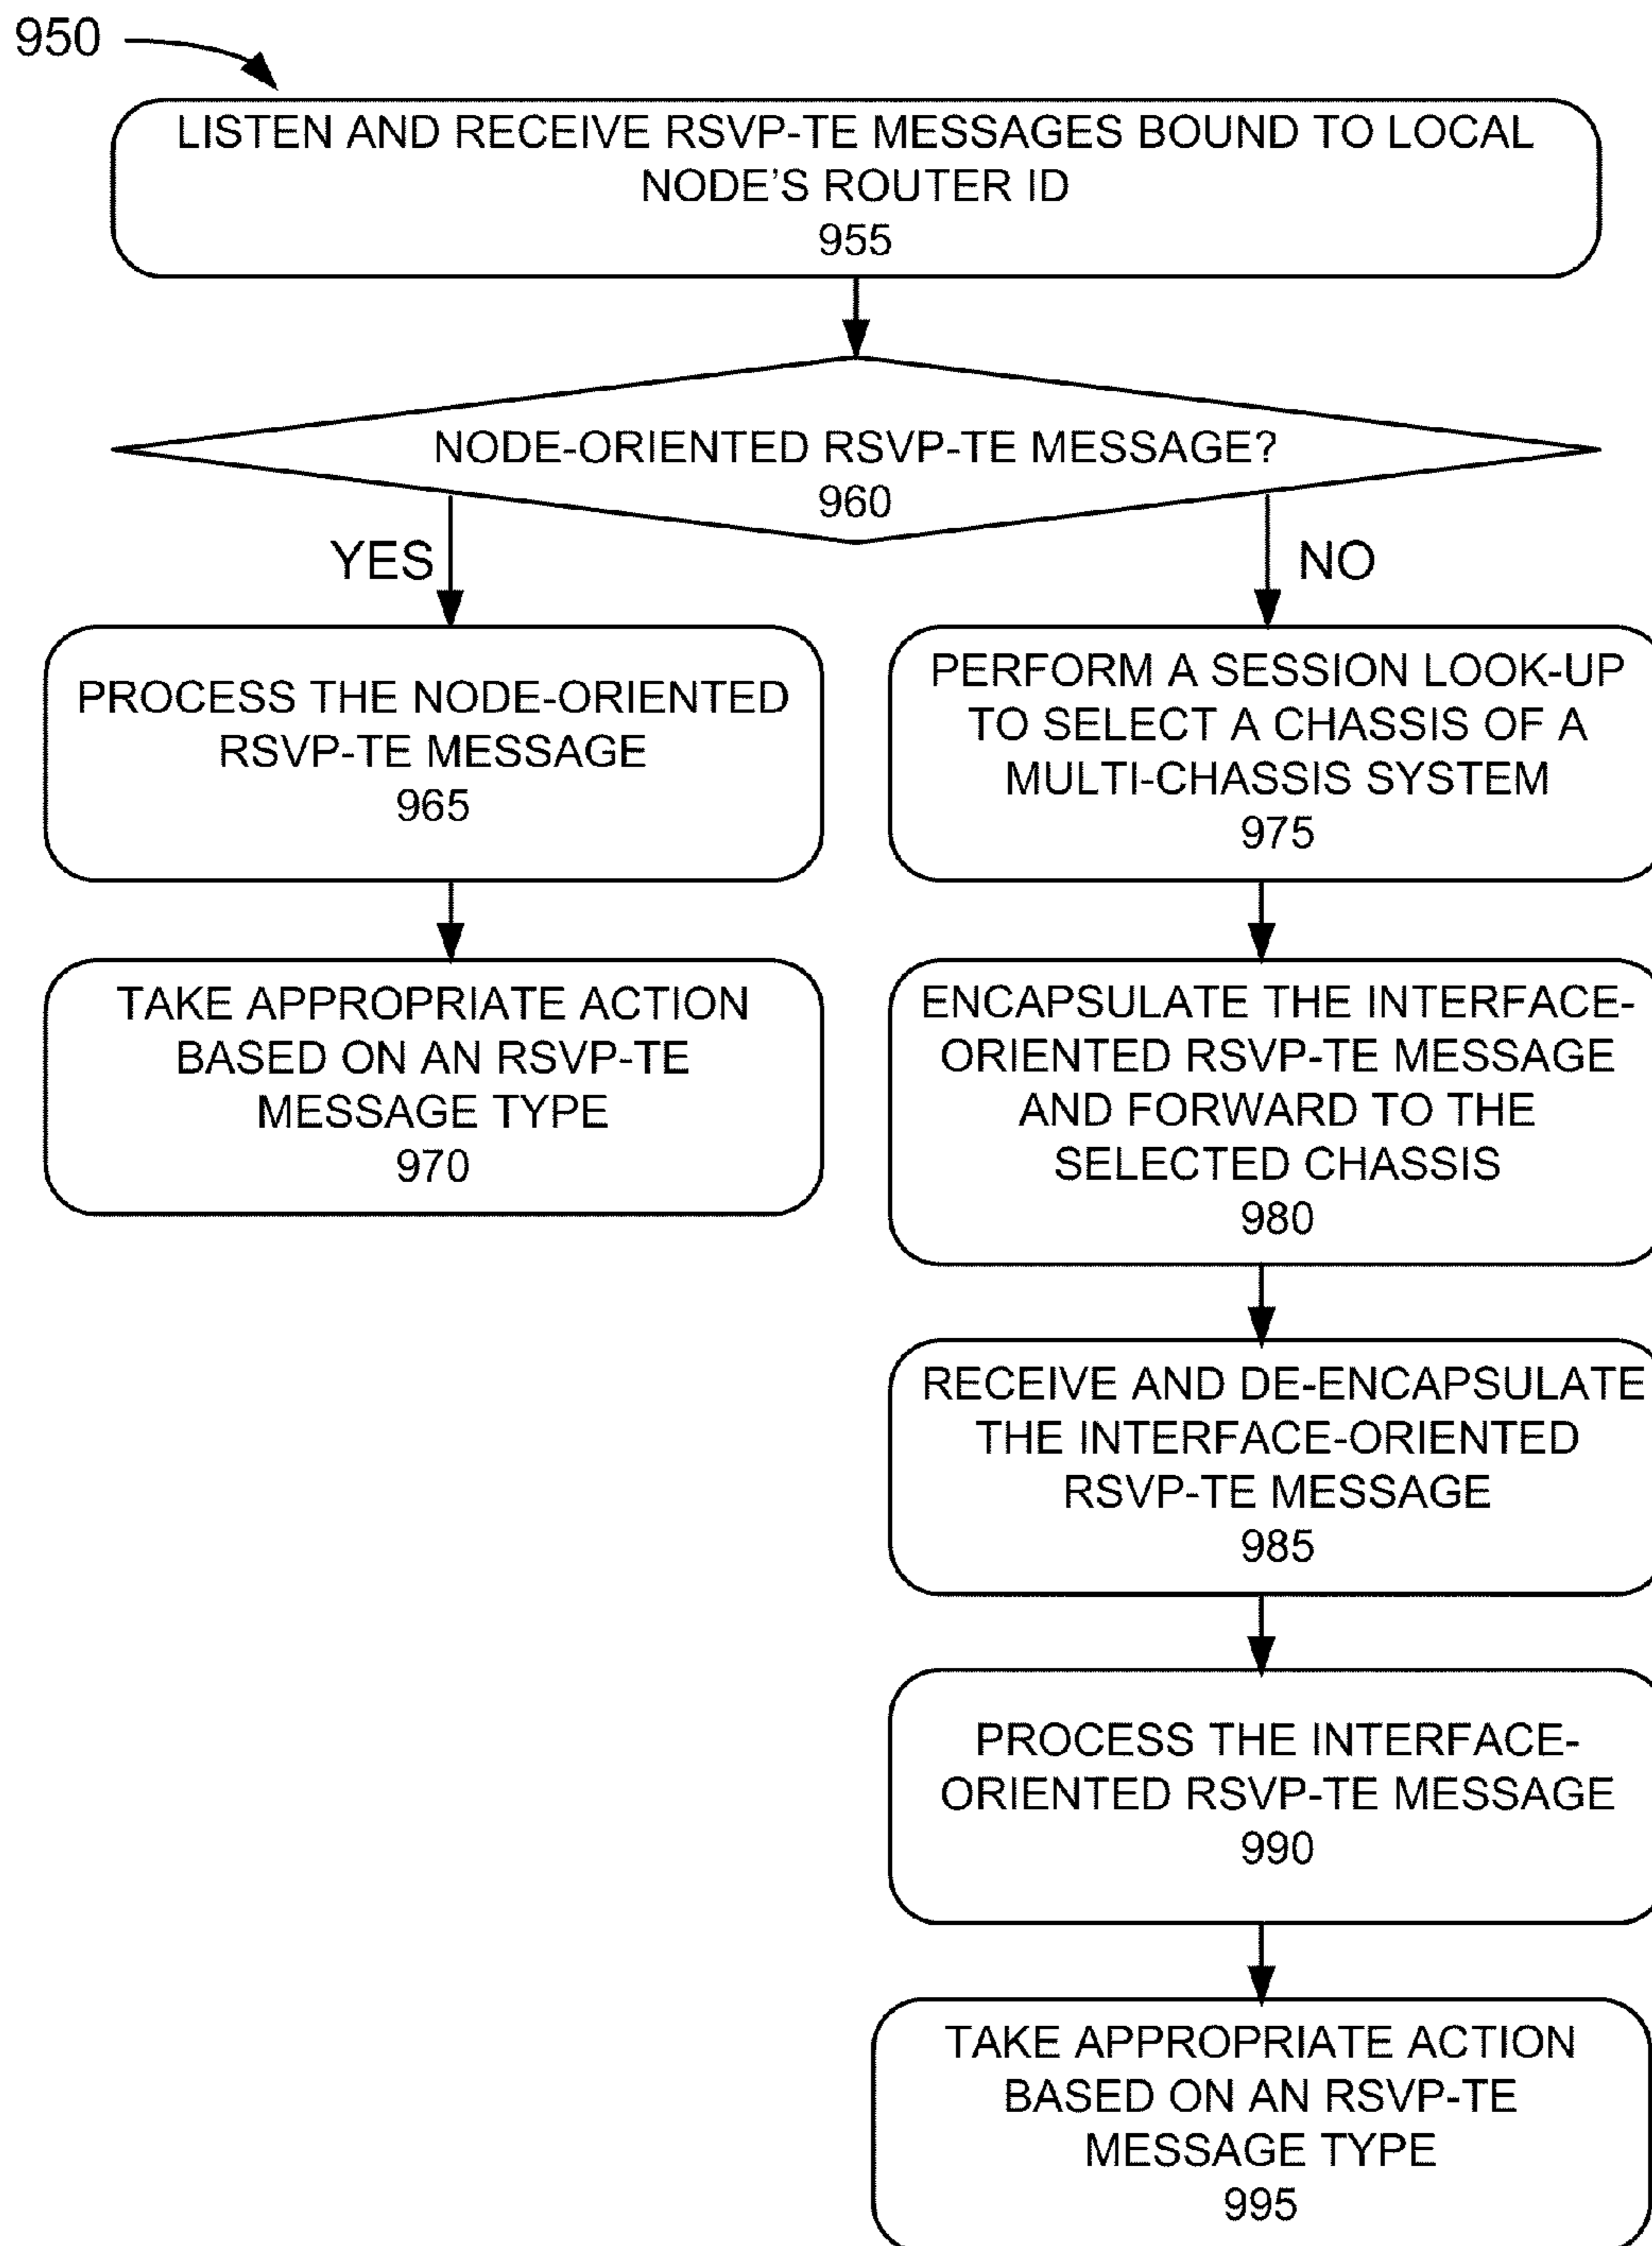 950
LISTEN AND RECEIVE RSVP-TE MESSAGES BOUND TO LOCAL
NODE'S ROUTER ID
955
NODE-ORIENTED RSVP-TE MESSAGE?
960
YES
NO
PROCESS THE NODE-ORIENTED
RSVP-TE MESSAGE
965
TAKE APPROPRIATE ACTION
BASED ON AN RSVP-TE
MESSAGE TYPE
970
PERFORM A SESSION LOOK-UP
TO SELECT A CHASSIS OF A
MULTI-CHASSIS SYSTEM
975
ENCAPSULATE THE INTERFACE-
ORIENTED RSVP-TE MESSAGE
AND FORWARD TO THE
SELECTED CHASSIS
980
RECEIVE AND DE-ENCAPSULATE
THE INTERFACE-ORIENTED
RSVP-TE MESSAGE
985
PROCESS THE INTERFACE-
ORIENTED RSVP-TE MESSAGE
990
TAKE APPROPRIATE ACTION
BASED ON AN RSVP-TE
MESSAGE TYPE
995